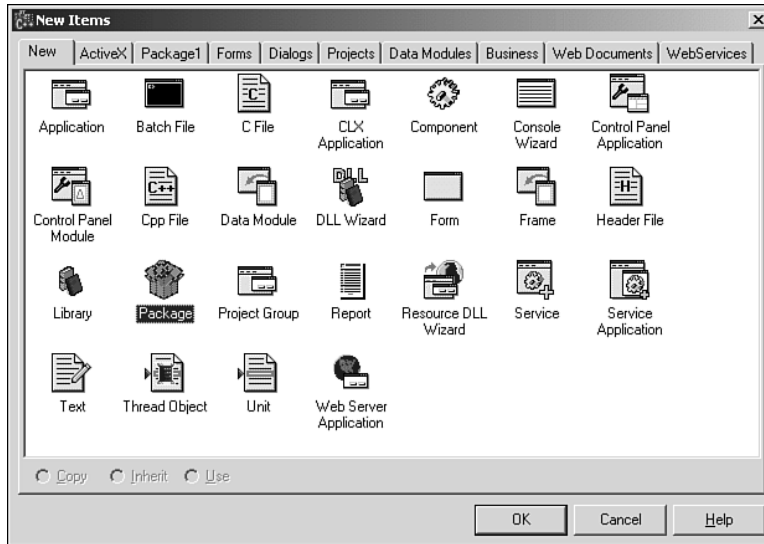 New Items
New ActiveX Package1 Forms Dialogs Projects Data Modules Business Web Documents WebServices
Application Batch File C File CLX Application Component Console Wizard Control Panel Application
Control Panel Module Cpp File Data Module DLL Wizard Form Frame Header File
Library Package Project Group Report Resource DLL Wizard Service Service Application
Text Thread Object Unit Web Server Application
Copy Inherit Use
OK Cancel Help